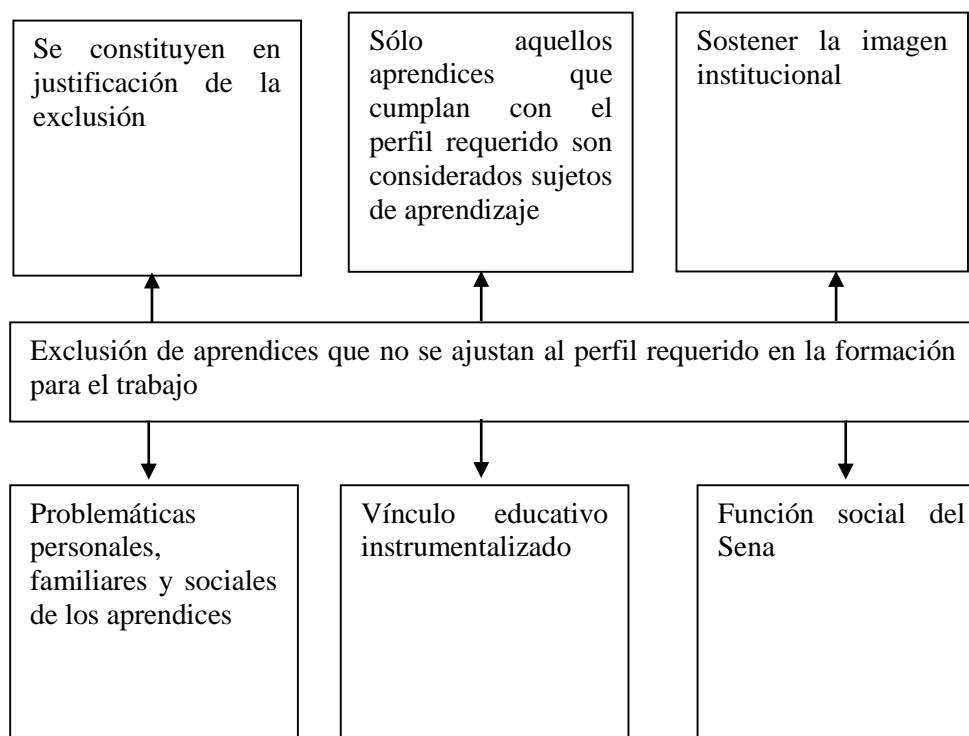 Se constituyen en
justificación de la
exclusión
Sólo aquellos
aprendices que
cumplan con el
perfil requerido son
considerados sujetos
de aprendizaje
Sostener la imagen
institucional
Exclusión de aprendices que no se ajustan al perfil requerido en la formación
para el trabajo
Problemáticas
personales,
familiares y sociales
de los aprendices
Vínculo educativo
instrumentalizado
Función social del
Sena